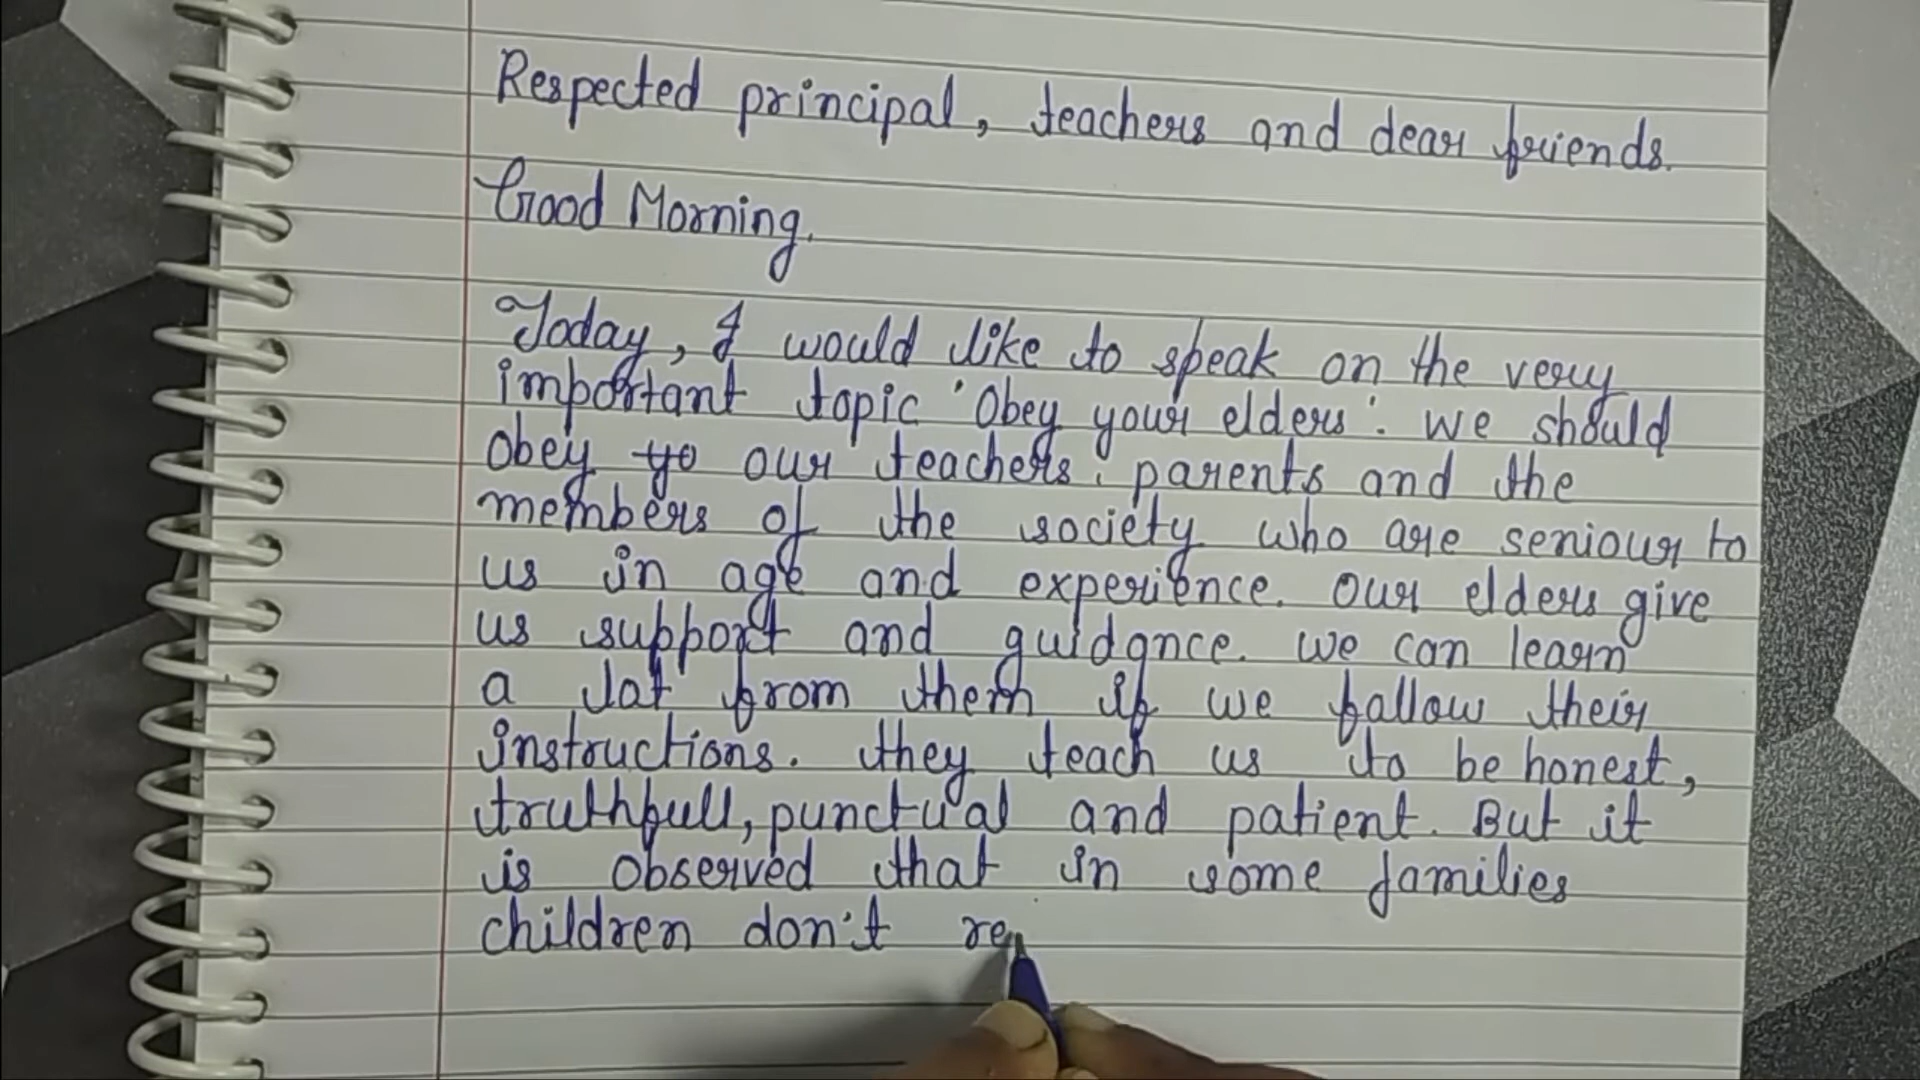 Respected principal, teachers and dear friends.
Good Morning.
Today, I would like to speak on the very
important topic 'Obey your elders'. we should
obey yo our teachers, parents and the
members of the society who are seniour to
us in age and experience. our elders give
us support and guidance. we can learn
a lot from them if we follow their
instructions. they teach us to be honest,
truthfull, punctual and patient. But it
is observed that in some families
children don't re